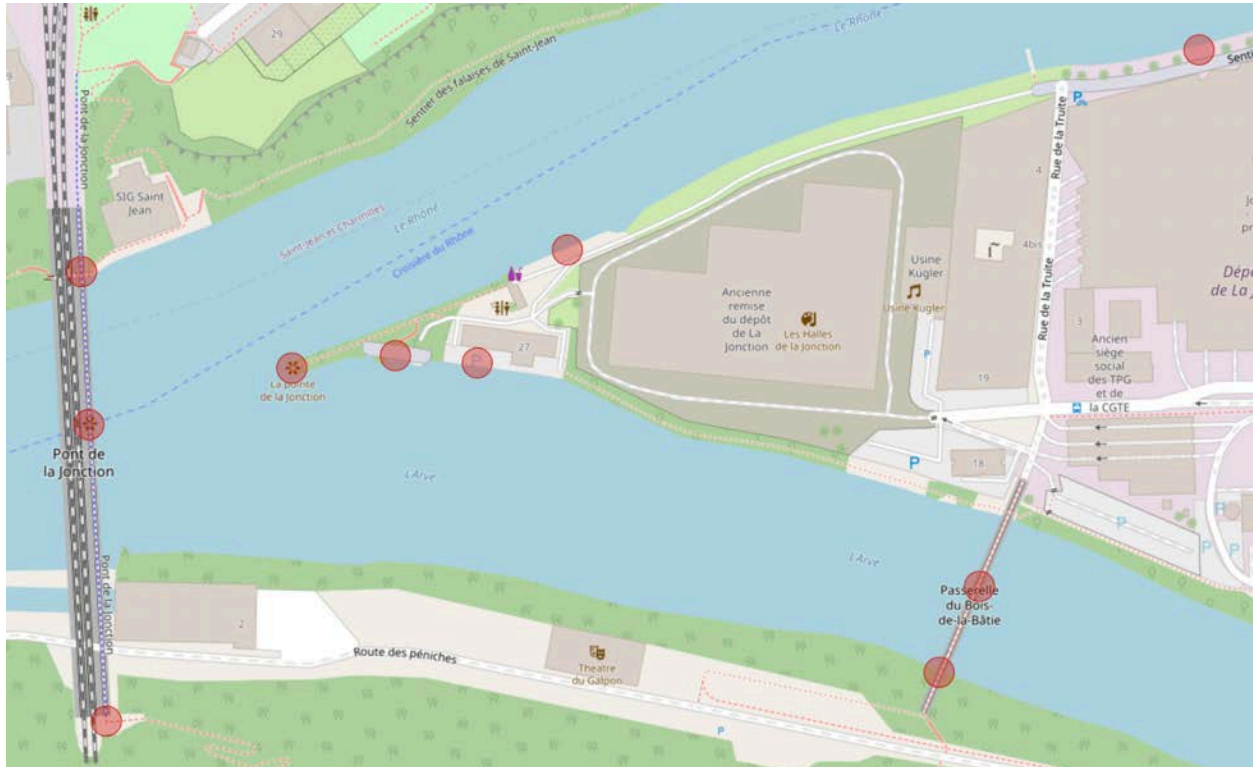 29
Le Rhône
Sentier des falaises de Saint-Jean
Pont de la Jonction
SIG Saint
Jean
Saint-Jean et Charmilles
Le Rhône
Croisière du Rhône
P
Rue de la Truite
4
4bis
Usine
Kugler
Usine Kugler
Ancienne
remise
du dépôt
de La
Jonction
Les Halles
de la Jonction
Rue de la Truite
3
Ancien
siège
social
des TPG
et de
la CGTE
27
P
La pointe
de la Jonction
P
19
Pont de
la Jonction
L'Arve
P
18
P
P
P
P
L'Arve
Pont de la Jonction
2
Route des péniches
Théâtre
du Galpon
Passerelle
du Bois-
de-la-Bâtie
P